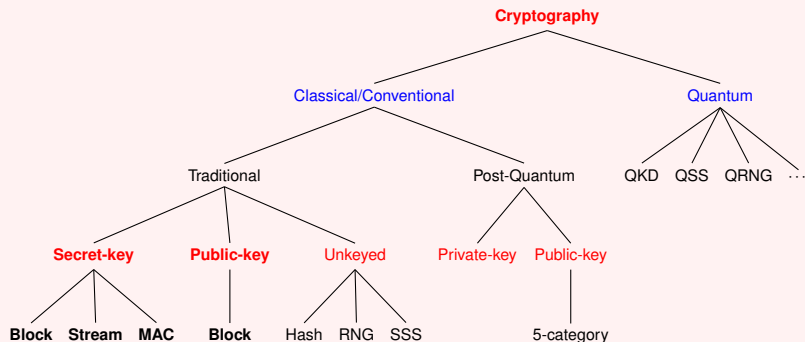 Cryptography
Classical/Conventional Quantum
Traditional Post-Quantum QKD QSS QRNG ...
Secret-key Public-key Unkeyed Private-key Public-key
Block Stream MAC Block Hash RNG SSS 5-category